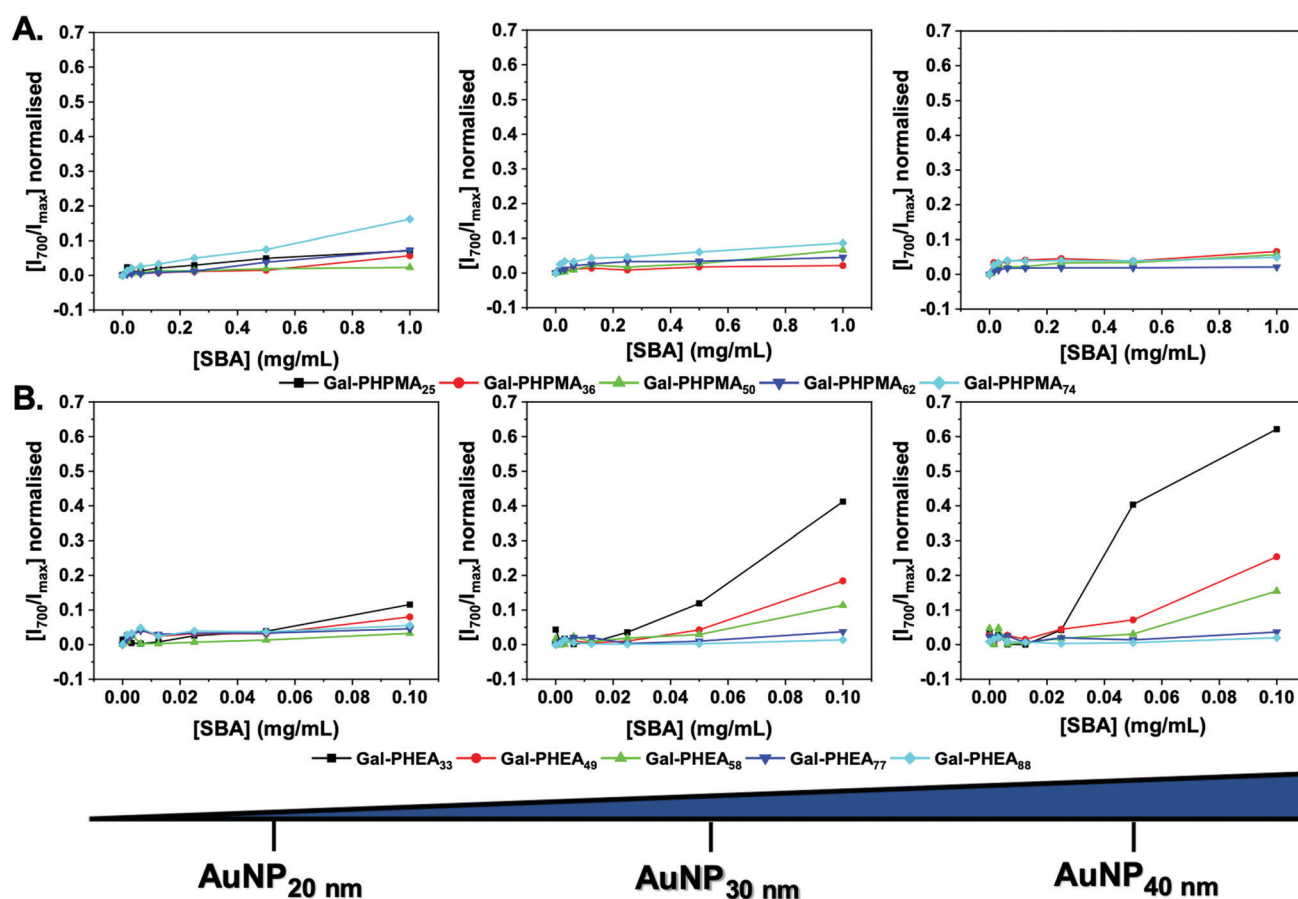 A.
[I700/Imax] normalised
0.7
0.6
0.5
0.4
0.3
0.2
0.1
0.0
-0.1
0.0 0.2 0.4 0.6 0.8 1.0
[SBA] (mg/mL)
[I700/Imax] normalised
0.7
0.6
0.5
0.4
0.3
0.2
0.1
0.0
-0.1
0.0 0.2 0.4 0.6 0.8 1.0
[SBA] (mg/mL)
[I700/Imax] normalised
0.7
0.6
0.5
0.4
0.3
0.2
0.1
0.0
-0.1
0.0 0.2 0.4 0.6 0.8 1.0
[SBA] (mg/mL)
Gal-PHPMA25 Gal-PHPMA36 Gal-PHPMA50 Gal-PHPMA62 Gal-PHPMA74
B.
[I700/Imax] normalised
0.7
0.6
0.5
0.4
0.3
0.2
0.1
0.0
-0.1
0.00 0.02 0.04 0.06 0.08 0.10
[SBA] (mg/mL)
[I700/Imax] normalised
0.7
0.6
0.5
0.4
0.3
0.2
0.1
0.0
-0.1
0.00 0.02 0.04 0.06 0.08 0.10
[SBA] (mg/mL)
[I700/Imax] normalised
0.7
0.6
0.5
0.4
0.3
0.2
0.1
0.0
-0.1
0.00 0.02 0.04 0.06 0.08 0.10
[SBA] (mg/mL)
Gal-PHEA33 Gal-PHEA49 Gal-PHEA58 Gal-PHEA77 Gal-PHEA88
AuNP20 nm AuNP30 nm AuNP40 nm